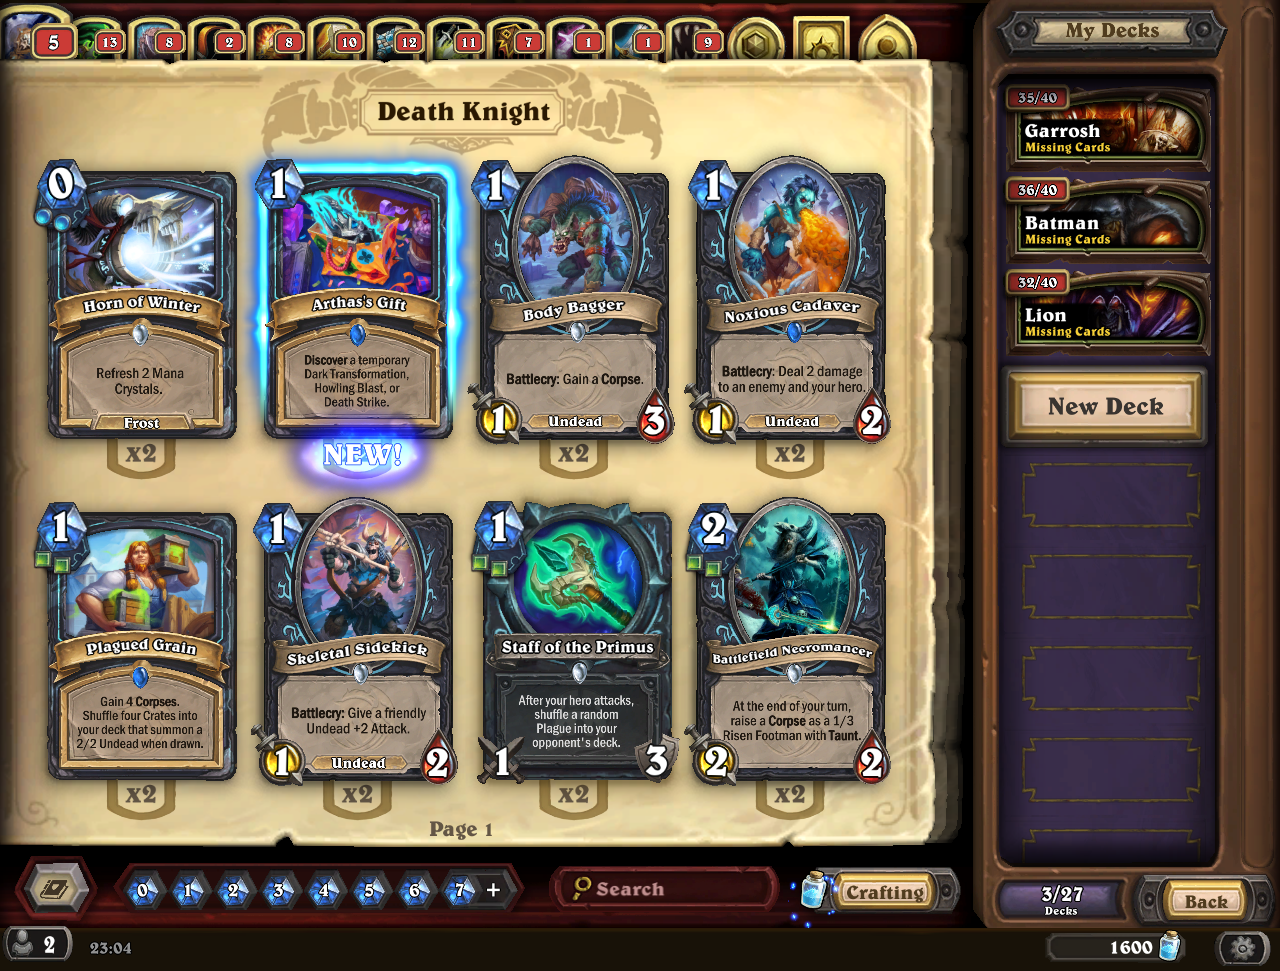 5
13
8
2
8
10
12
11
7
1
1
9
My Decks
Death Knight
0
Horn of Winter
Refresh 2 Mana
Crystals.
Frost
x2
1
Arthas's Gift
Discover a temporary
Dark Transformation,
Howling Blast, or
Death Strike.
NEW!
1
Body Bagger
Battlecry: Gain a Corpse.
1
Undead
3
x2
1
Noxious Cadaver
Battlecry: Deal 2 damage
to an enemy and your hero.
1
Undead
2
x2
1
Plagued Grain
Gain 4 Corpses.
Shuffle four Crates into
your deck that summon a
2/2 Undead when drawn.
x2
1
Skeletal Sidekick
Battlecry: Give a friendly
Undead +2 Attack.
1
Undead
2
x2
1
Staff of the Primus
After your hero attacks,
shuffle a random
Plague into your
opponent's deck.
1
3
x2
2
Battlefield Necromancer
At the end of your turn,
raise a Corpse as a 1/3
Risen Footman with Taunt.
2
2
x2
Page 1
35/40
Garrosh
Missing Cards
36/40
Batman
Missing Cards
32/40
Lion
Missing Cards
New Deck
0 1 2 3 4 5 6 7 +
Search
Crafting
3/27
Decks
Back
2
23:04
1600